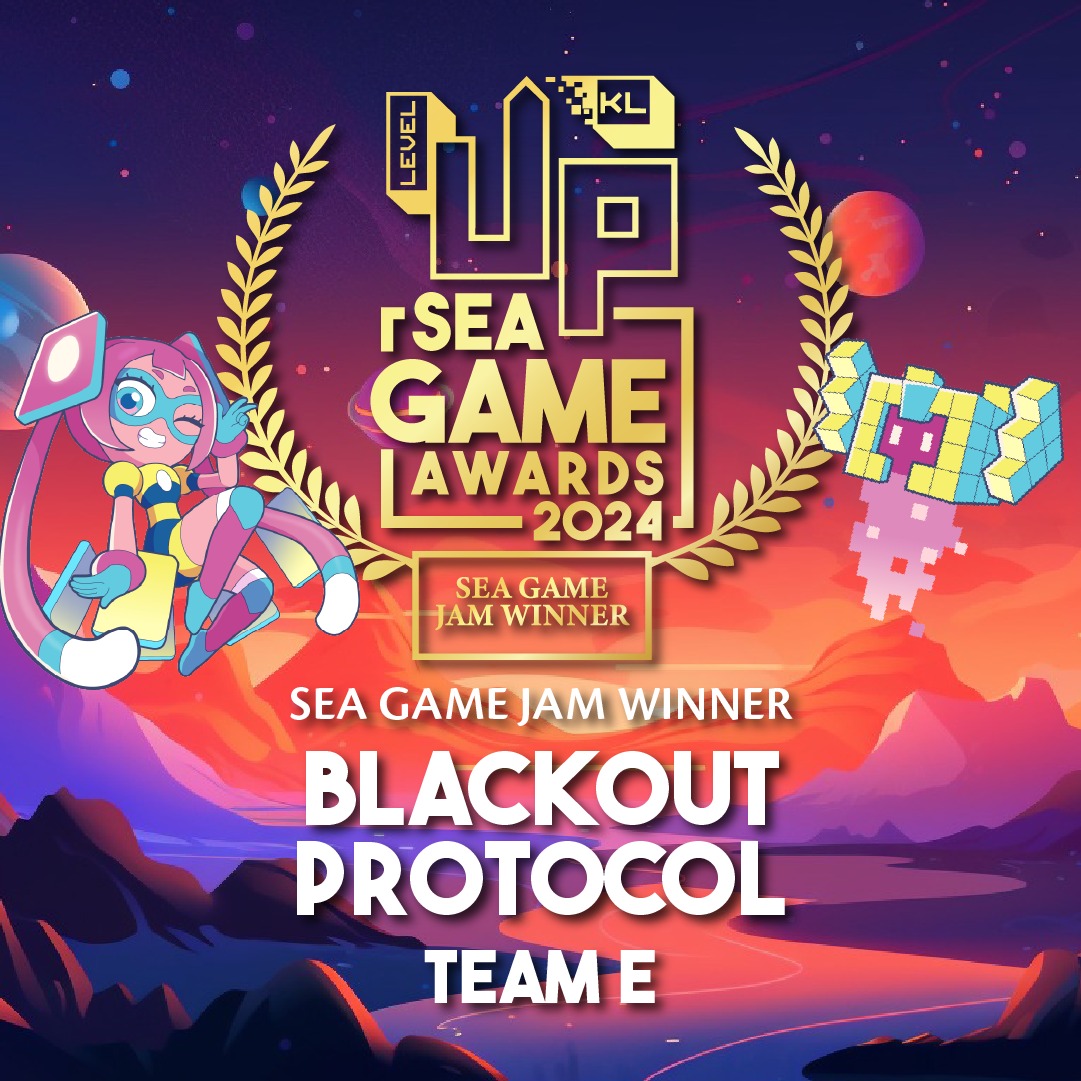 LEVEL
UP
KL
SEA
GAME
AWARDS
2024
SEA GAME
JAM WINNER
SEA GAME JAM WINNER
BLACKOUT
PROTOCOL
TEAM E